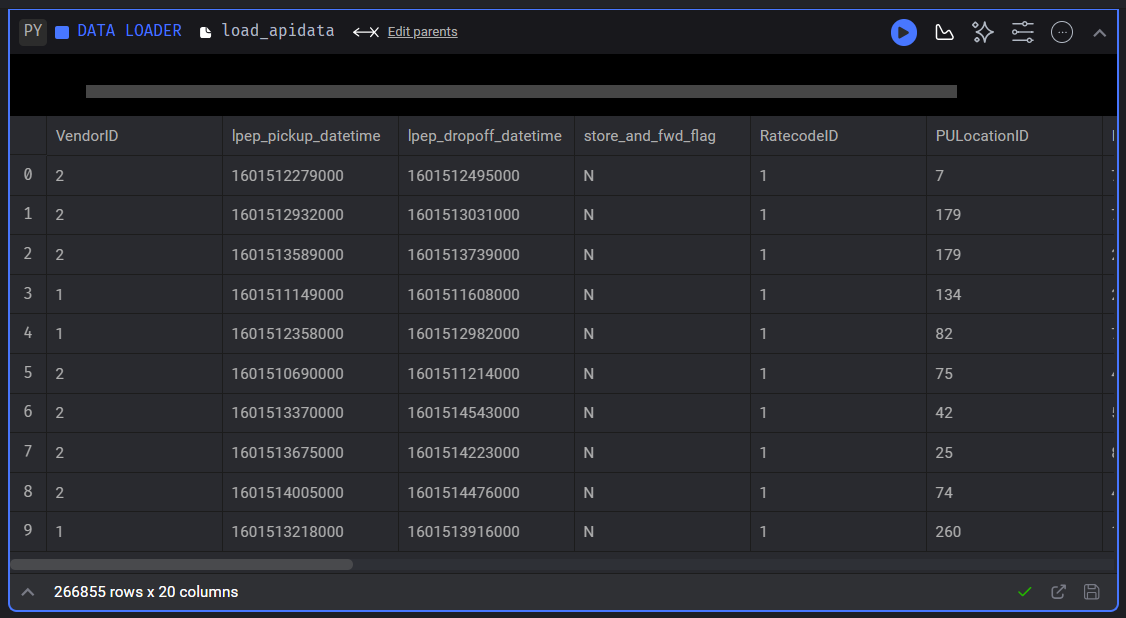 PY DATA LOADER load_apidata Edit parents
VendorID lpep_pickup_datetime lpep_dropoff_datetime store_and_fwd_flag RatecodeID PULocationID
0 2 1601512279000 1601512495000 N 1 7
1 2 1601512932000 1601513031000 N 1 179
2 2 1601513589000 1601513739000 N 1 179
3 1 1601511149000 1601511608000 N 1 134
4 1 1601512358000 1601512982000 N 1 82
5 2 1601510690000 1601511214000 N 1 75
6 2 1601513370000 1601514543000 N 1 42
7 2 1601513675000 1601514223000 N 1 25
8 2 1601514005000 1601514476000 N 1 74
9 1 1601513218000 1601513916000 N 1 260
266855 rows x 20 columns